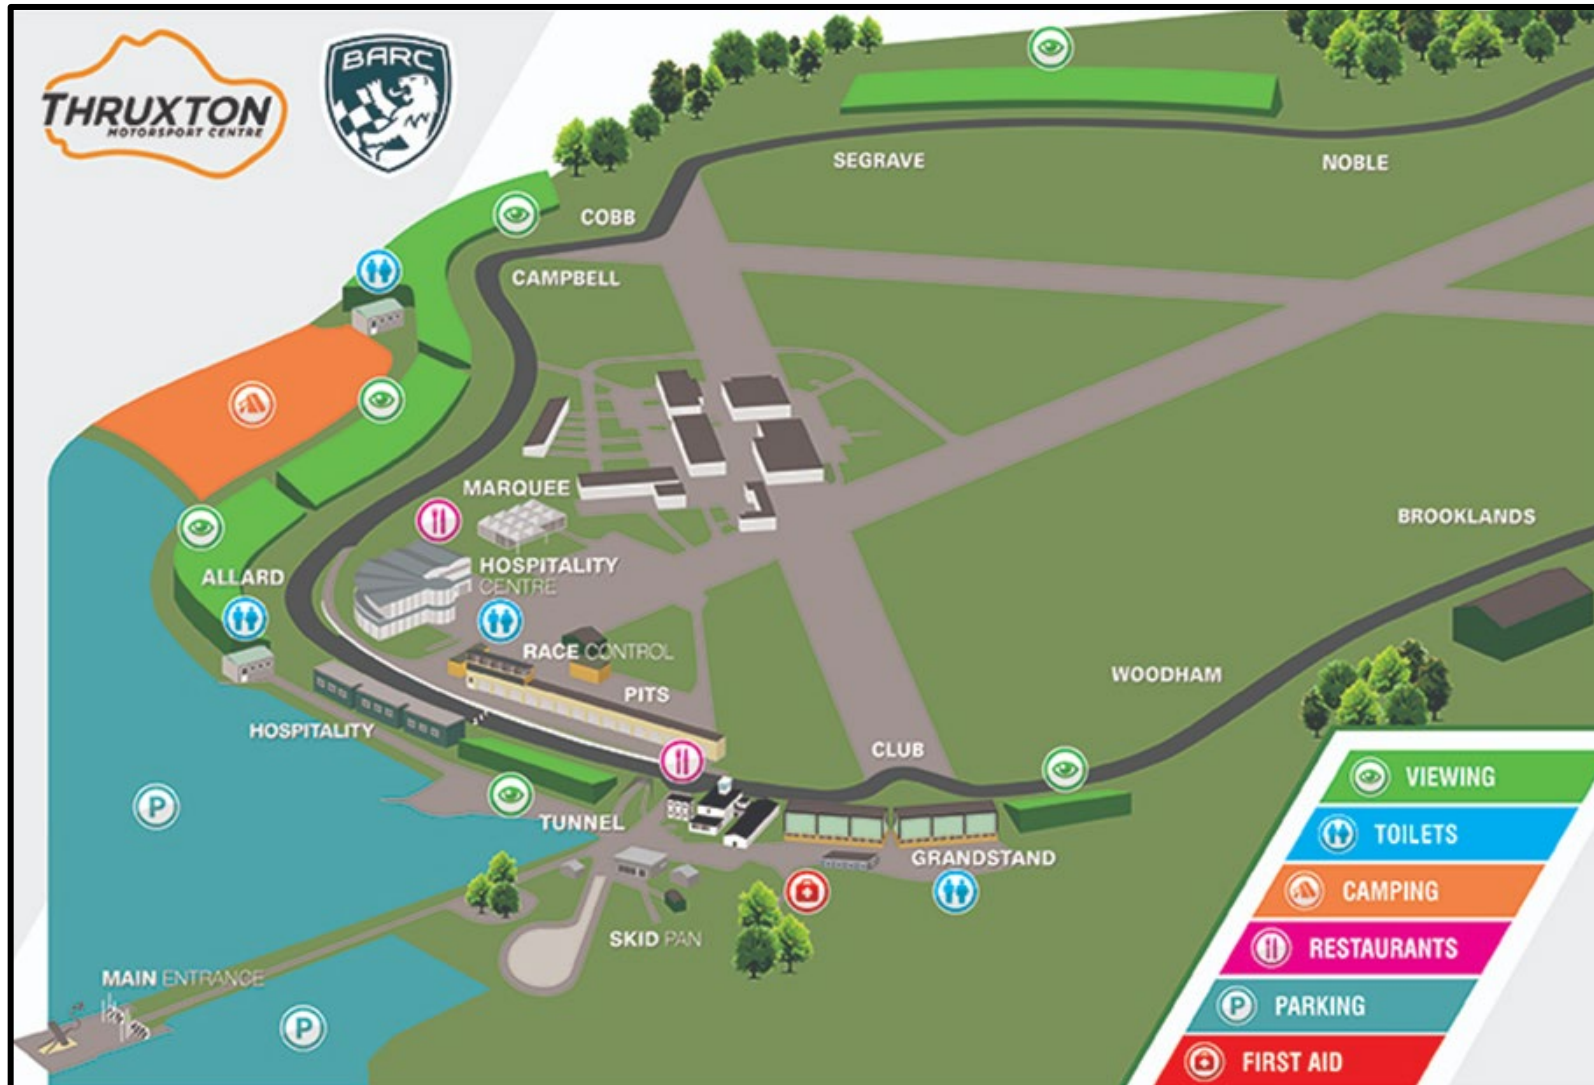 THRUXTON
MOTORSPORT CENTRE
BARC
SEGRAVE
NOBLE
COBB
CAMPBELL
MARQUEE
BROOKLANDS
HOSPITALITY
CENTRE
ALLARD
RACE CONTROL
WOODHAM
PITS
HOSPITALITY
CLUB
TUNNEL
GRANDSTAND
SKID PAN
MAIN ENTRANCE
P
P
VIEWING
TOILETS
CAMPING
RESTAURANTS
P PARKING
FIRST AID